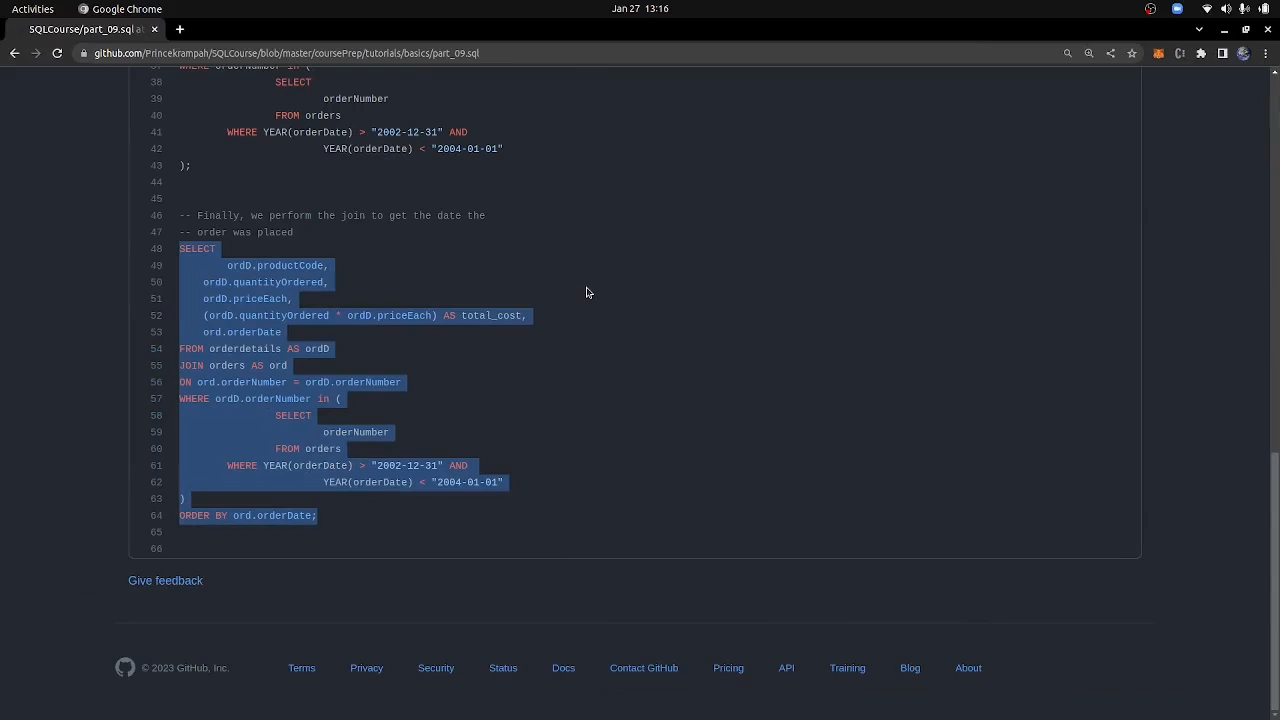 Activities Google Chrome Jan 27 13:16
SQLCourse/part_09.sql at
github.com/Princekrampah/SQLCourse/blob/master/coursePrep/tutorials/basics/part_09.sql
37 WHERE orderNumber in (
38 SELECT
39 orderNumber
40 FROM orders
41 WHERE YEAR(orderDate) > "2002-12-31" AND
42 YEAR(orderDate) < "2004-01-01"
43 );
44
45
46 -- Finally, we perform the join to get the date the
47 -- order was placed
48 SELECT
49 ordD.productCode,
50 ordD.quantityOrdered,
51 ordD.priceEach,
52 (ordD.quantityOrdered * ordD.priceEach) AS total_cost,
53 ord.orderDate
54 FROM orderdetails AS ordD
55 JOIN orders AS ord
56 ON ord.orderNumber = ordD.orderNumber
57 WHERE ordD.orderNumber in (
58 SELECT
59 orderNumber
60 FROM orders
61 WHERE YEAR(orderDate) > "2002-12-31" AND
62 YEAR(orderDate) < "2004-01-01"
63 )
64 ORDER BY ord.orderDate;
65
66
Give feedback
© 2023 GitHub, Inc. Terms Privacy Security Status Docs Contact GitHub Pricing API Training Blog About